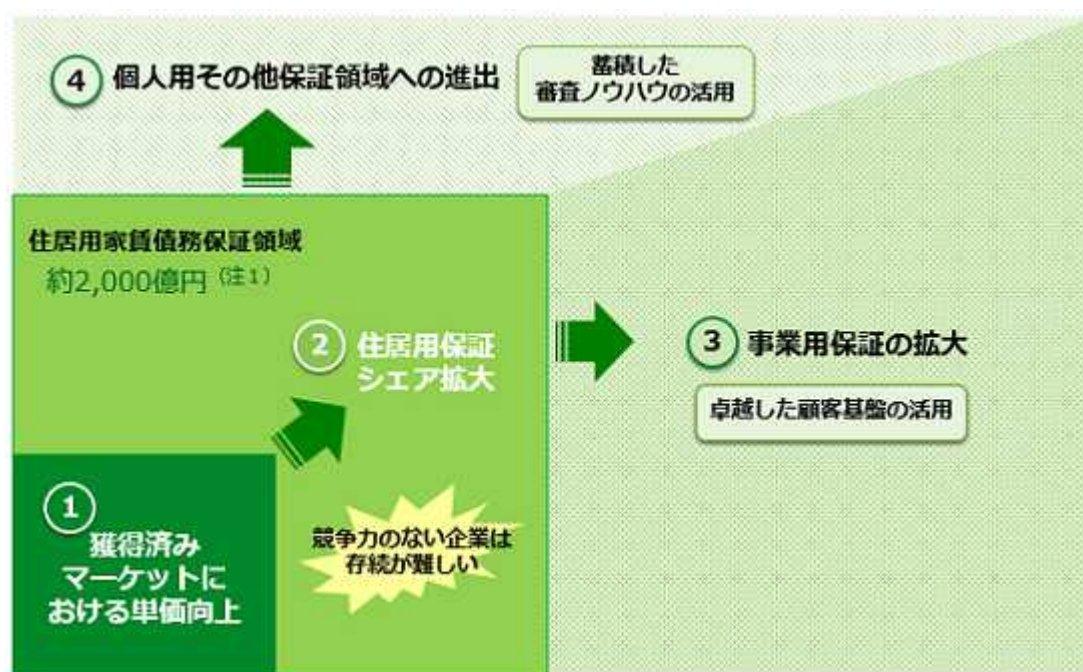 ④ 個人用その他保証領域への進出
蓄積した
審査ノウハウの活用
住居用家賃債務保証領域
約2,000億円（注１）
② 住居用保証
シェア拡大
③ 事業用保証の拡大
卓越した顧客基盤の活用
①
獲得済み
マーケットに
おける単価向上
競争力のない企業は
存続が難しい